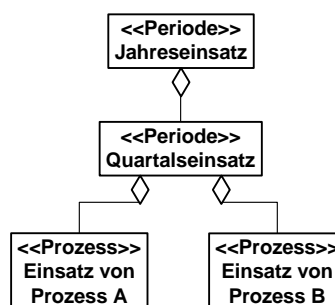 <<Periode>>
Jahreseinsatz
<<Periode>>
Quartalseinsatz
<<Prozess>>
Einsatz von
Prozess A
<<Prozess>>
Einsatz von
Prozess B